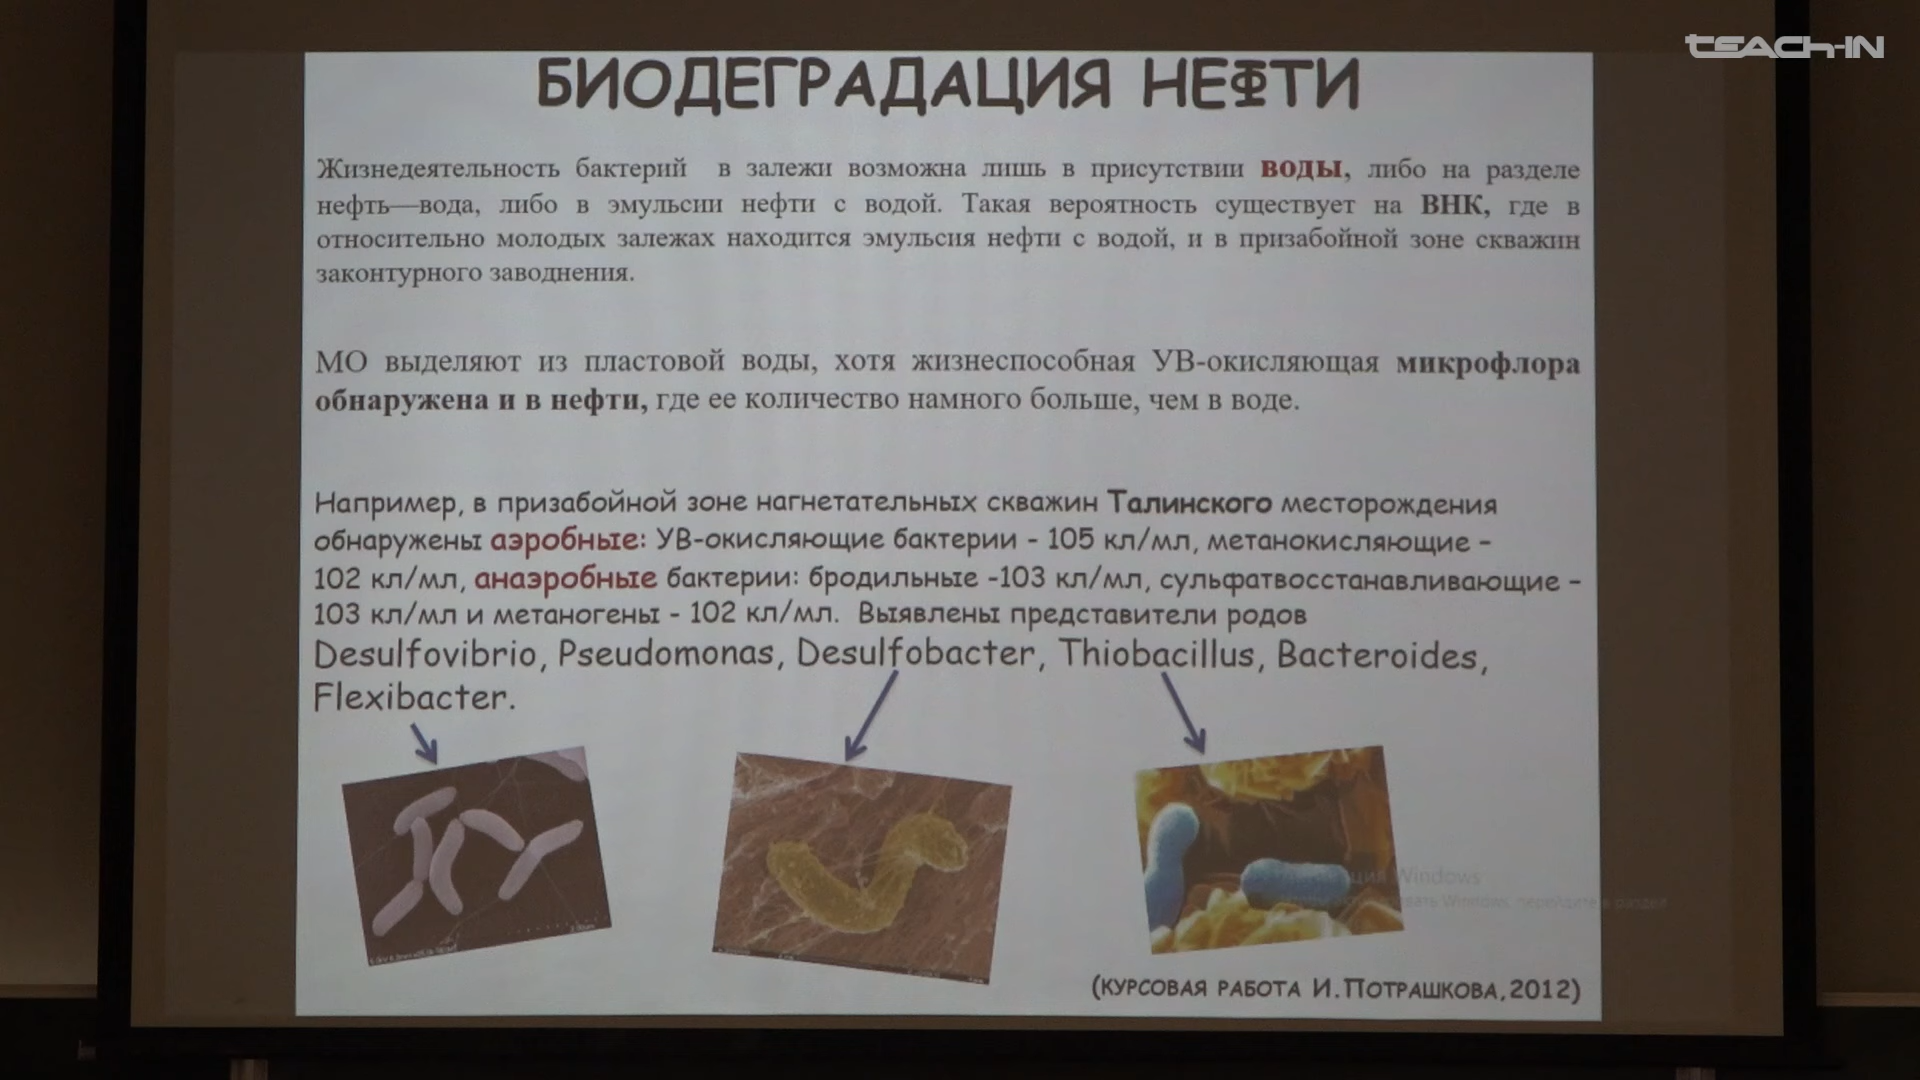 TEACH-IN
БИОДЕГРАДАЦИЯ НЕФТИ
Жизнедеятельность бактерий в залежи возможна лишь в присутствии воды, либо на разделе
нефть—вода, либо в эмульсии нефти с водой. Такая вероятность существует на ВНК, где в
относительно молодых залежах находится эмульсия нефти с водой, и в призабойной зоне скважин
законтурного заводнения.
МО выделяют из пластовой воды, хотя жизнеспособная УВ-окисляющая микрофлора
обнаружена и в нефти, где ее количество намного больше, чем в воде.
Например, в призабойной зоне нагнетательных скважин Талинского месторождения
обнаружены аэробные: УВ-окисляющие бактерии - 105 кл/мл, метанокисляющие –
102 кл/мл, анаэробные бактерии: бродильные -103 кл/мл, сульфатвосстанавливающие –
103 кл/мл и метаногены - 102 кл/мл. Выявлены представители родов
Desulfovibrio, Pseudomonas, Desulfobacter, Thiobacillus, Bacteroides,
Flexibacter.
Windows
Windows, перейдите в раздел
(КУРСОВАЯ РАБОТА И.ПОТРАШКОВА,2012)